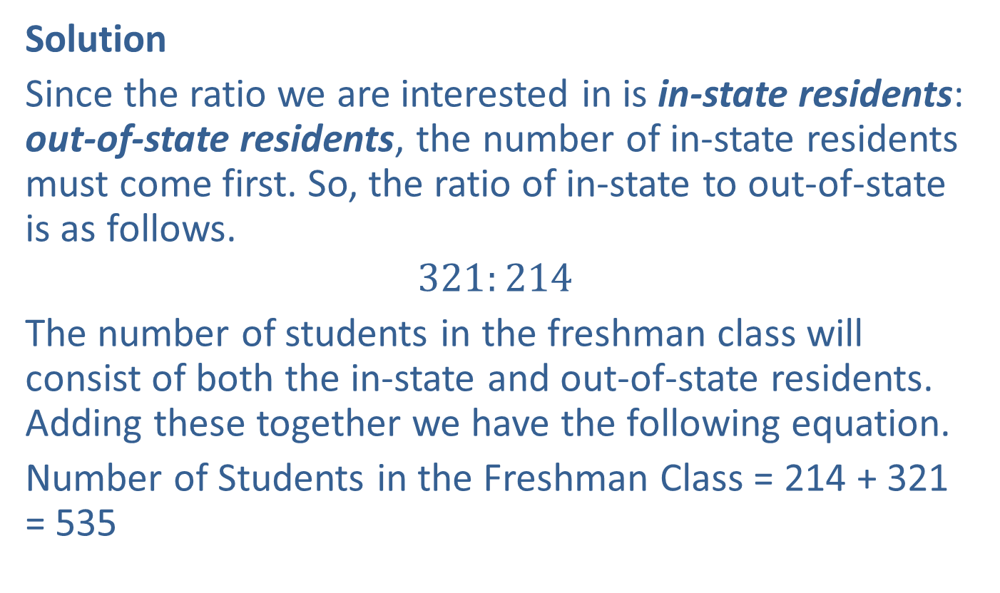 Solution
Since the ratio we are interested in is in-state residents:
out-of-state residents, the number of in-state residents
must come first. So, the ratio of in-state to out-of-state
is as follows.
321: 214
The number of students in the freshman class will
consist of both the in-state and out-of-state residents.
Adding these together we have the following equation.
Number of Students in the Freshman Class = 214 + 321
= 535